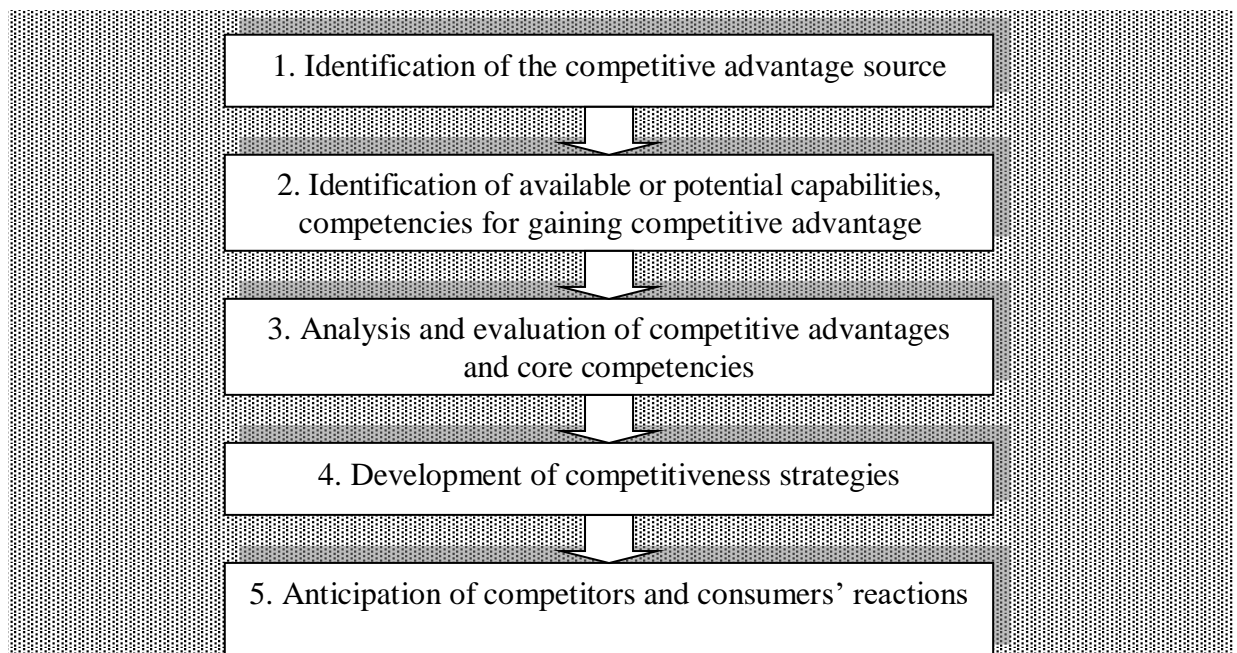 1. Identification of the competitive advantage source
2. Identification of available or potential capabilities,
competencies for gaining competitive advantage
3. Analysis and evaluation of competitive advantages
and core competencies
4. Development of competitiveness strategies
5. Anticipation of competitors and consumers’ reactions